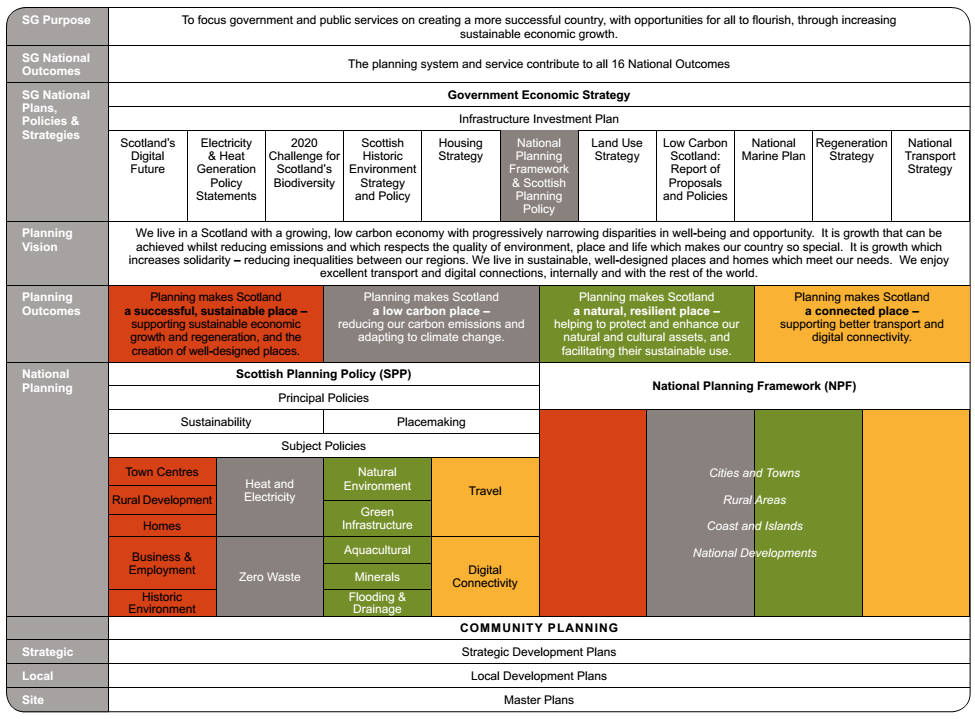 SG Purpose
To focus government and public services on creating a more successful country, with opportunities for all to flourish, through increasing
sustainable economic growth.
SG National
Outcomes
The planning system and service contribute to all 16 National Outcomes
SG National
Plans,
Policies &
Strategies
Government Economic Strategy
Infrastructure Investment Plan
Scotland's
Digital
Future
Electricity
& Heat
Generation
Policy
Statements
2020
Challenge for
Scotland's
Biodiversity
Scottish
Historic
Environment
Strategy
and Policy
Housing
Strategy
National
Planning
Framework
& Scottish
Planning
Policy
Land Use
Strategy
Low Carbon
Scotland:
Report of
Proposals
and Policies
National
Marine Plan
Regeneration
Strategy
National
Transport
Strategy
Planning
Vision
We live in a Scotland with a growing, low carbon economy with progressively narrowing disparities in well-being and opportunity. It is growth that can be
achieved whilst reducing emissions and which respects the quality of environment, place and life which makes our country so special. It is growth which
increases solidarity – reducing inequalities between our regions. We live in sustainable, well-designed places and homes which meet our needs. We enjoy
excellent transport and digital connections, internally and with the rest of the world.
Planning
Outcomes
Planning makes Scotland
a successful, sustainable place –
supporting sustainable economic
growth and regeneration, and the
creation of well-designed places.
Planning makes Scotland
a low carbon place –
reducing our carbon emissions and
adapting to climate change.
Planning makes Scotland
a natural, resilient place –
helping to protect and enhance our
natural and cultural assets, and
facilitating their sustainable use.
Planning makes Scotland
a connected place –
supporting better transport and
digital connectivity.
National
Planning
Scottish Planning Policy (SPP)
Principal Policies
Sustainability
Placemaking
Subject Policies
Town Centres
Rural Development
Homes
Business &
Employment
Historic
Environment
Heat and
Electricity
Zero Waste
Natural
Environment
Green
Infrastructure
Aquacultural
Minerals
Flooding &
Drainage
Travel
Digital
Connectivity
National Planning Framework (NPF)
Cities and Towns
Rural Areas
Coast and Islands
National Developments
COMMUNITY PLANNING
Strategic
Strategic Development Plans
Local
Local Development Plans
Site
Master Plans